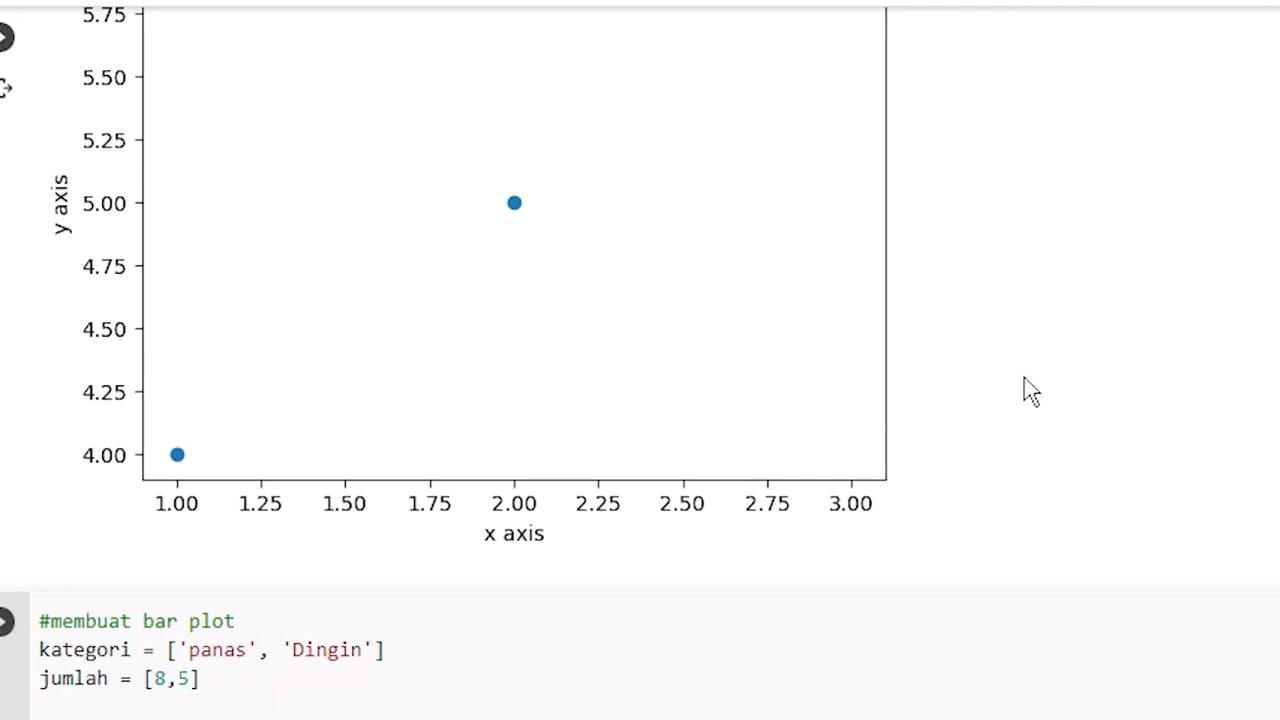 5.75
5.50
5.25
5.00
4.75
4.50
4.25
4.00
y axis
1.00 1.25 1.50 1.75 2.00 2.25 2.50 2.75 3.00
x axis
#membuat bar plot
kategori = ['panas', 'Dingin']
jumlah = [8,5]